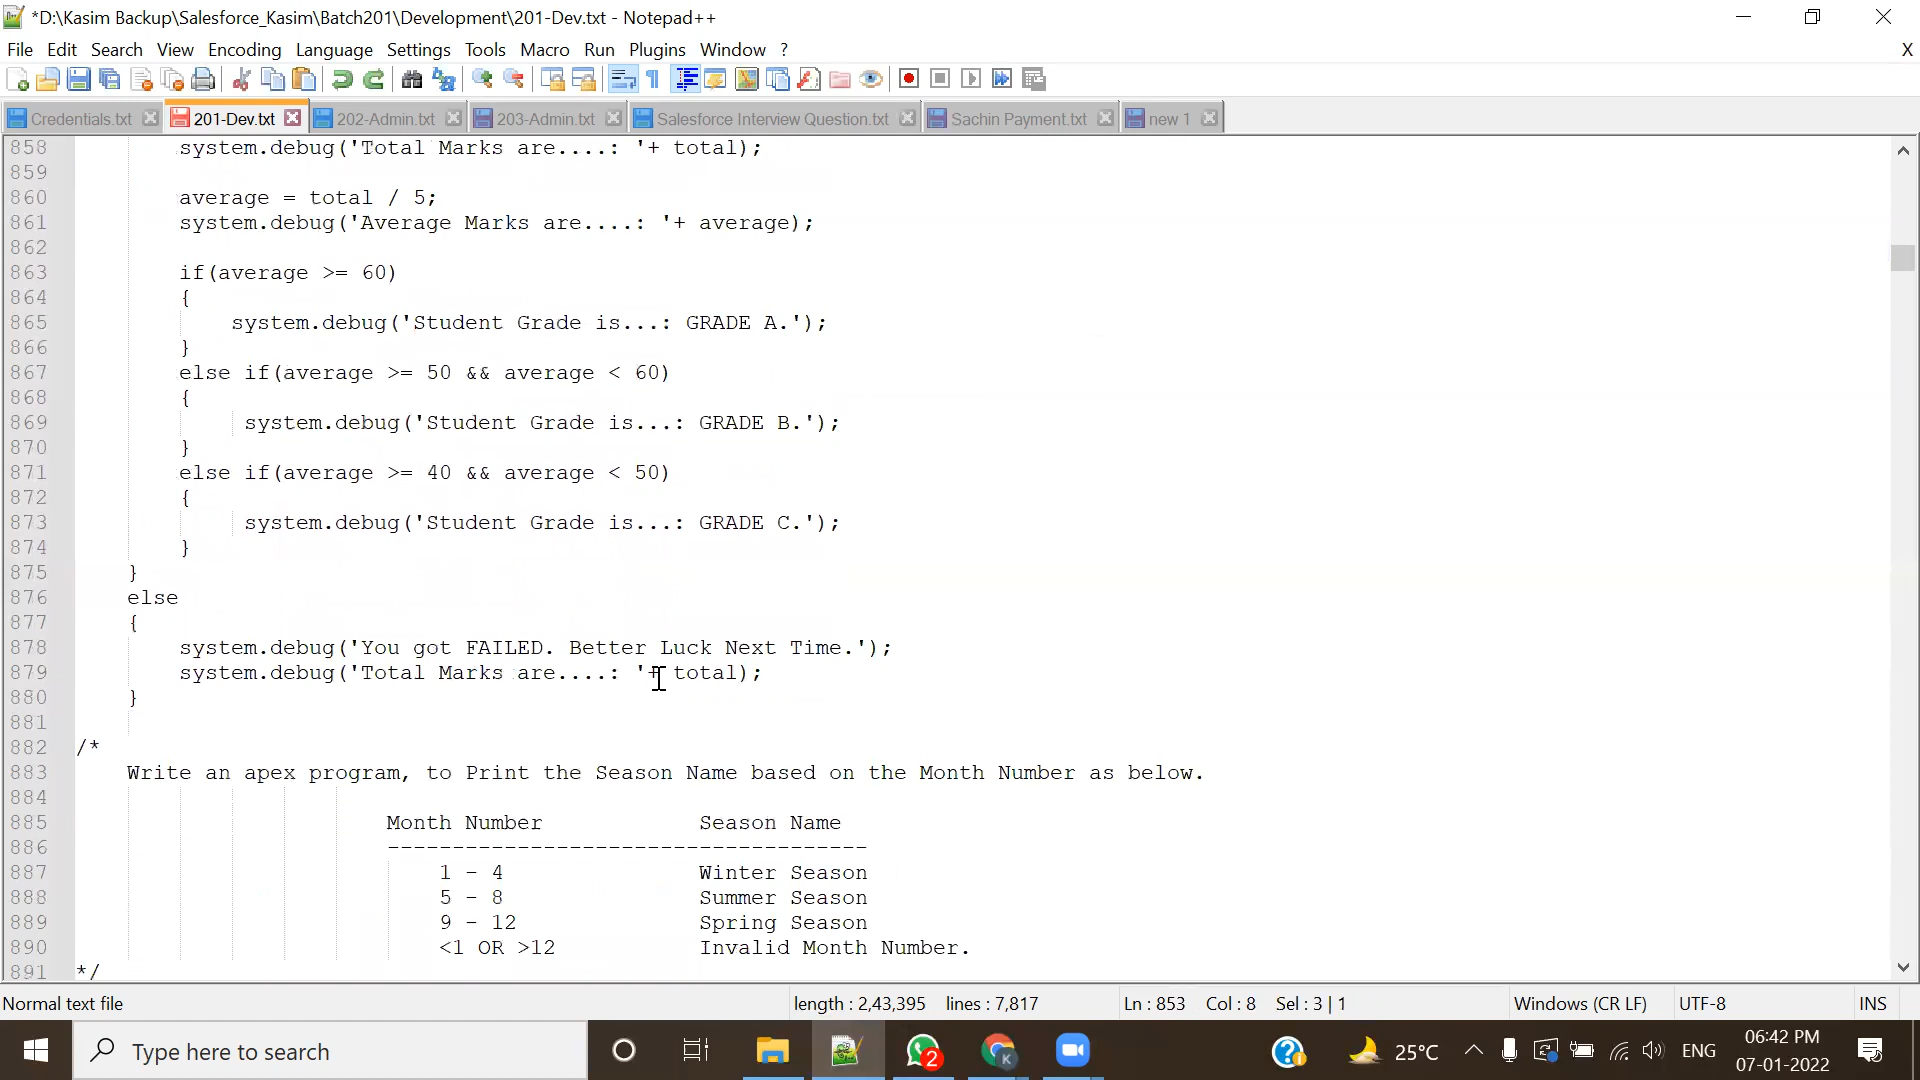 *D:\Kasim Backup\Salesforce_Kasim\Batch201\Development\201-Dev.txt - Notepad++
File Edit Search View Encoding Language Settings Tools Macro Run Plugins Window ? X
Credentials.txt 201-Dev.txt 202-Admin.txt 203-Admin.txt Salesforce Interview Question.txt Sachin Payment.txt new 1
858 system.debug('Total Marks are....: '+ total);
859
860 average = total / 5;
861 system.debug('Average Marks are....: '+ average);
862
863 if(average >= 60)
864 {
865 system.debug('Student Grade is...: GRADE A.');
866 }
867 else if(average >= 50 && average < 60)
868 {
869 system.debug('Student Grade is...: GRADE B.');
870 }
871 else if(average >= 40 && average < 50)
872 {
873 system.debug('Student Grade is...: GRADE C.');
874 }
875 }
876 else
877 {
878 system.debug('You got FAILED. Better Luck Next Time.');
879 system.debug('Total Marks are....: '+ total);
880 }
881
882 /*
883 Write an apex program, to Print the Season Name based on the Month Number as below.
884
885 Month Number Season Name
886 -------------------------------------
887 1 - 4 Winter Season
888 5 - 8 Summer Season
889 9 - 12 Spring Season
890 <1 OR >12 Invalid Month Number.
891 */
Normal text file length : 2,43,395 lines : 7,817 Ln : 853 Col : 8 Sel : 3 | 1 Windows (CR LF) UTF-8 INS
Type here to search 2 K 25°C ENG 06:42 PM
07-01-2022